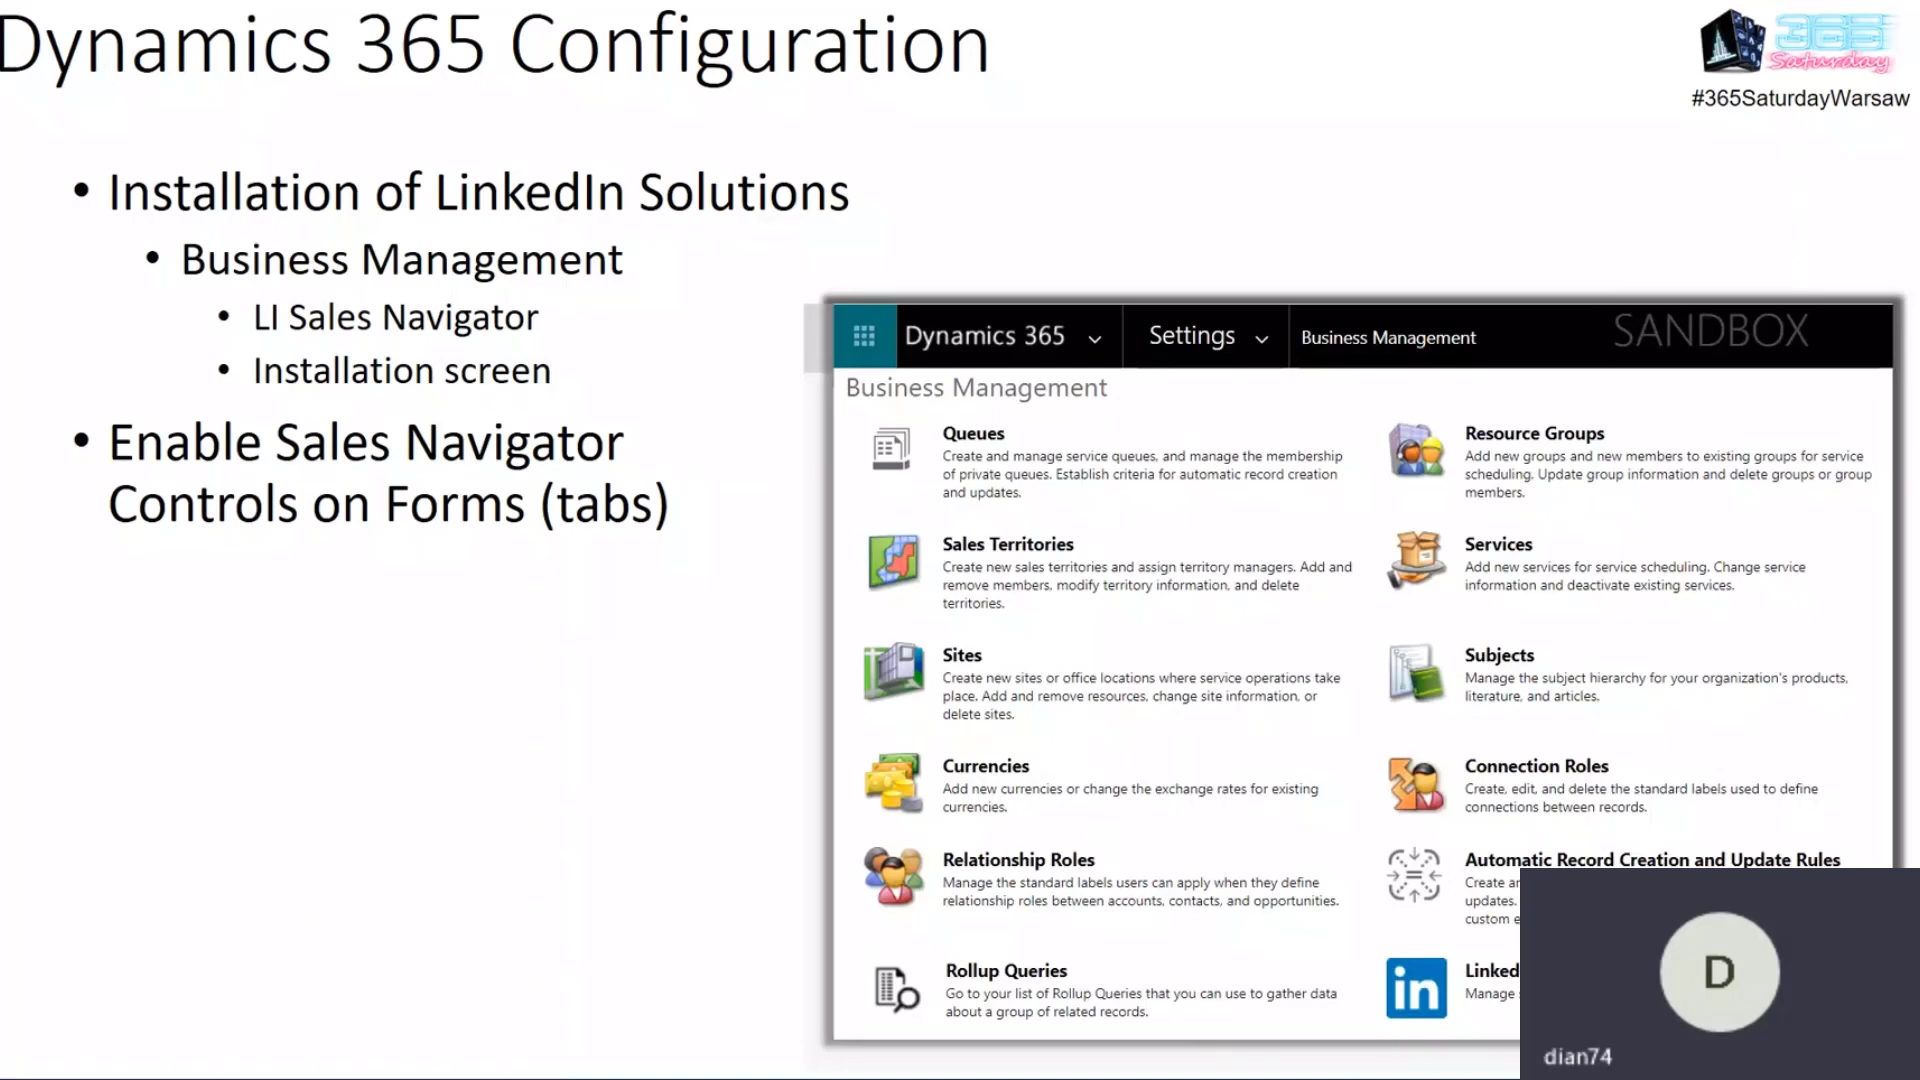 Dynamics 365 Configuration
365
Saturday
#365SaturdayWarsaw
• Installation of LinkedIn Solutions
• Business Management
• LI Sales Navigator
• Installation screen
• Enable Sales Navigator
Controls on Forms (tabs)
Dynamics 365 Settings Business Management SANDBOX
Business Management
Queues
Create and manage service queues, and manage the membership
of private queues. Establish criteria for automatic record creation
and updates.
Resource Groups
Add new groups and new members to existing groups for service
scheduling. Update group information and delete groups or group
members.
Sales Territories
Create new sales territories and assign territory managers. Add and
remove members, modify territory information, and delete
territories.
Services
Add new services for service scheduling. Change service
information and deactivate existing services.
Sites
Create new sites or office locations where service operations take
place. Add and remove resources, change site information, or
delete sites.
Subjects
Manage the subject hierarchy for your organization's products,
literature, and articles.
Currencies
Add new currencies or change the exchange rates for existing
currencies.
Connection Roles
Create, edit, and delete the standard labels used to define
connections between records.
Relationship Roles
Manage the standard labels users can apply when they define
relationship roles between accounts, contacts, and opportunities.
Automatic Record Creation and Update Rules
Create
updates.
custom
Rollup Queries
Go to your list of Rollup Queries that you can use to gather data
about a group of related records.
in
Linked
Manage
D
dian74